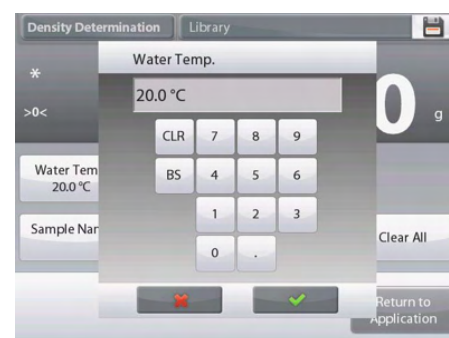 Density Determination Library
Water Temp.
*
20.0 °C
>0<
0 g
CLR 7 8 9
Water Tem
20.0 °C
BS 4 5 6
1 2 3
Sample Nar
Clear All
0 .
Return to
Application